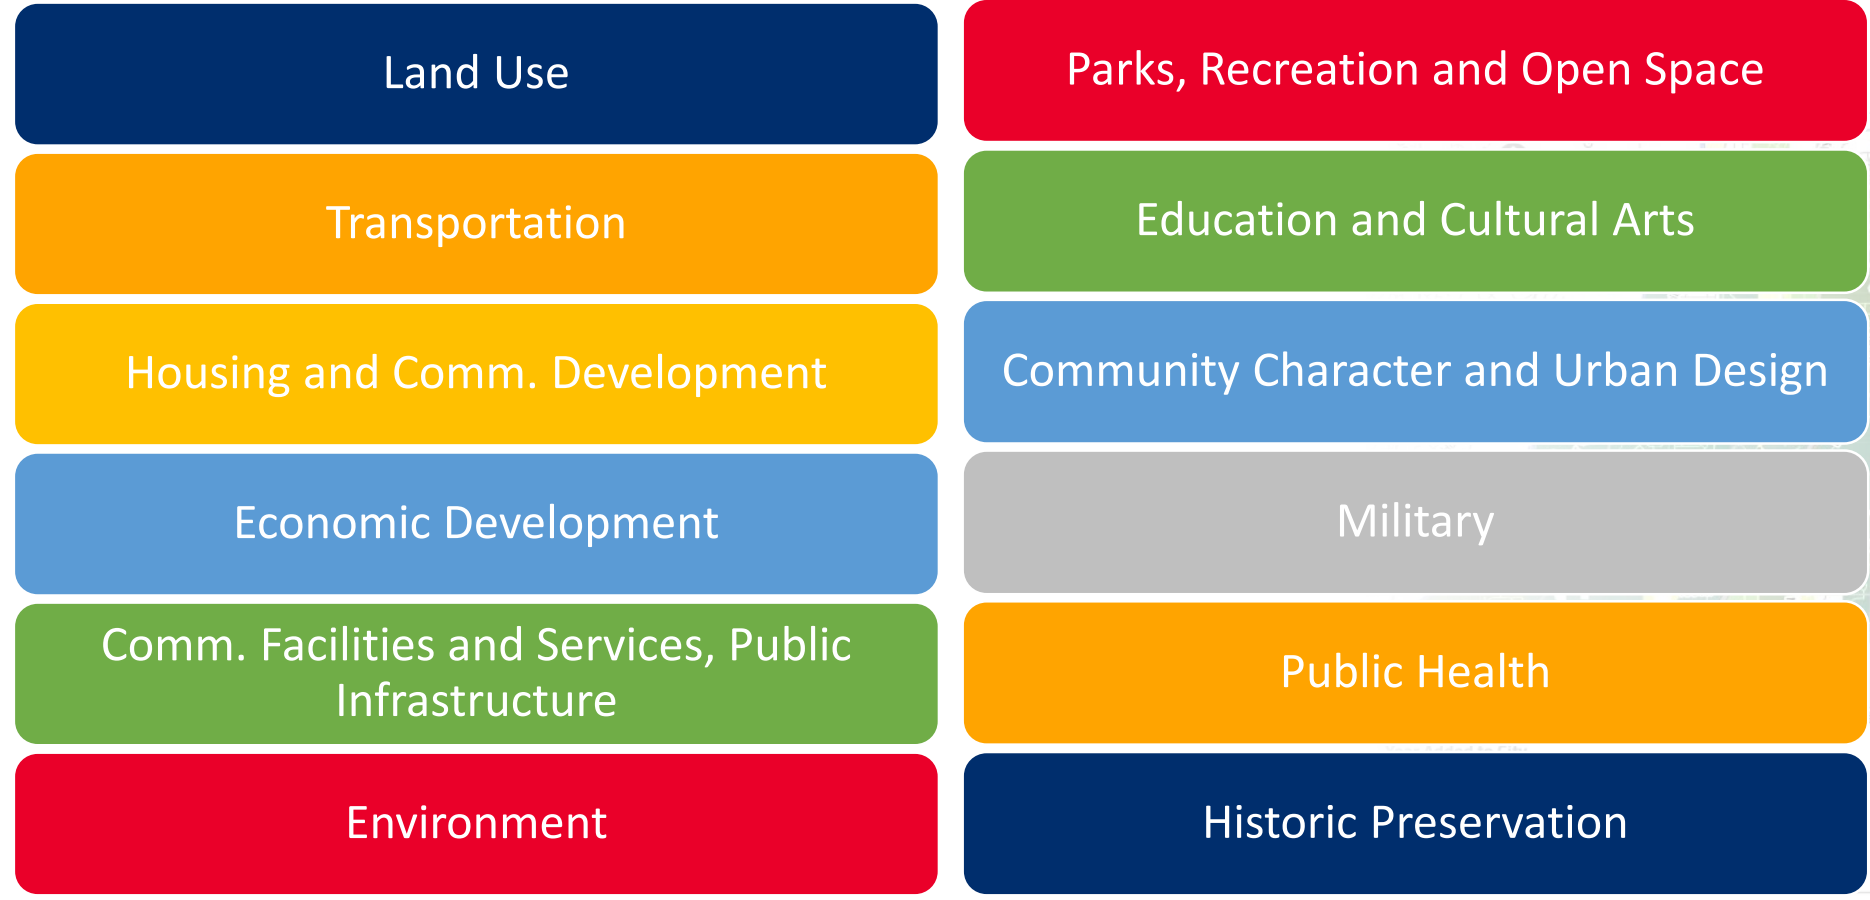 Land Use
Transportation
Housing and Comm. Development
Economic Development
Comm. Facilities and Services, Public
Infrastructure
Environment
Parks, Recreation and Open Space
Education and Cultural Arts
Community Character and Urban Design
Military
Public Health
Historic Preservation